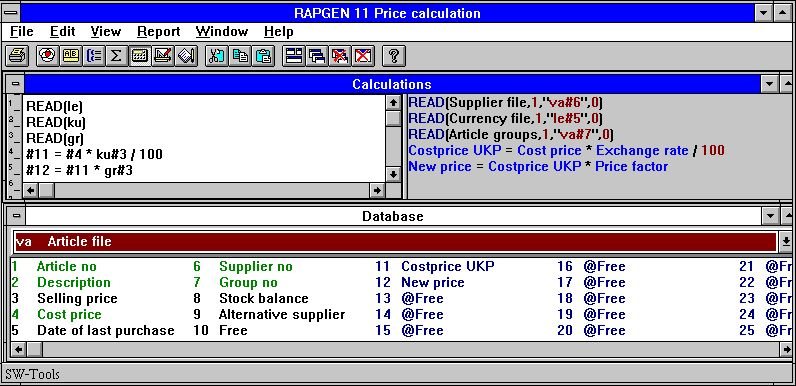 RAPGEN 11 Price calculation
File Edit View Report Window Help
Calculations
1 READ(le)
2 READ(ku)
3 READ(gr)
4 #11 = #4 * ku#3 / 100
5 #12 = #11 * gr#3
6
READ(Supplier file,1,"va#6",0)
READ(Currency file,1,"le#5",0)
READ(Article groups,1,"va#7",0)
Costprice UKP = Cost price * Exchange rate / 100
New price = Costprice UKP * Price factor
Database
va Article file
1 Article no 6 Supplier no 11 Costprice UKP 16 @Free 21 @Fr
2 Description 7 Group no 12 New price 17 @Free 22 @Fr
3 Selling price 8 Stock balance 13 @Free 18 @Free 23 @Fr
4 Cost price 9 Alternative supplier 14 @Free 19 @Free 24 @Fr
5 Date of last purchase 10 Free 15 @Free 20 @Free 25 @Fr
SW-Tools